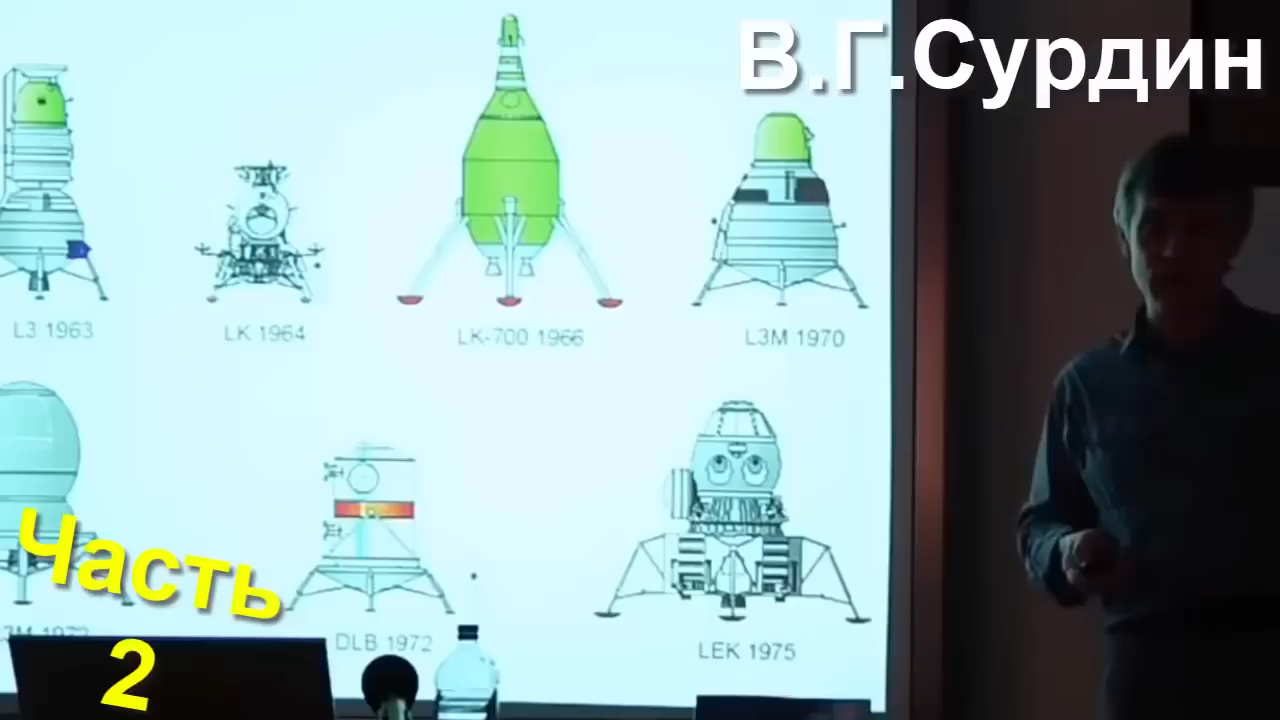 В.Г.Сурдин
L3 1963
LK 1964
LK-700 1966
L3M 1970
DLB 1972
LEK 1975
Часть
2